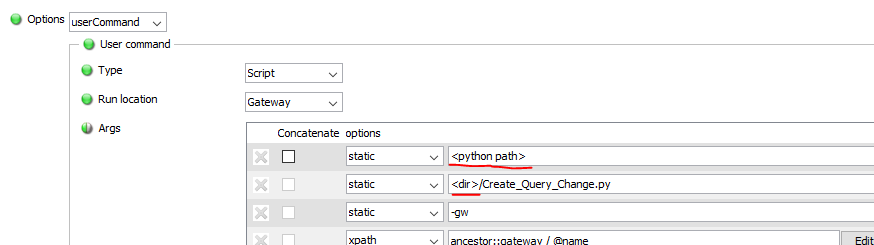 Options userCommand
User command
Type Script
Run location Gateway
Args
Concatenate options
static <python path>
static <dir>/Create_Query_Change.py
static -gw
xpath ancestor::gateway / @name Edi